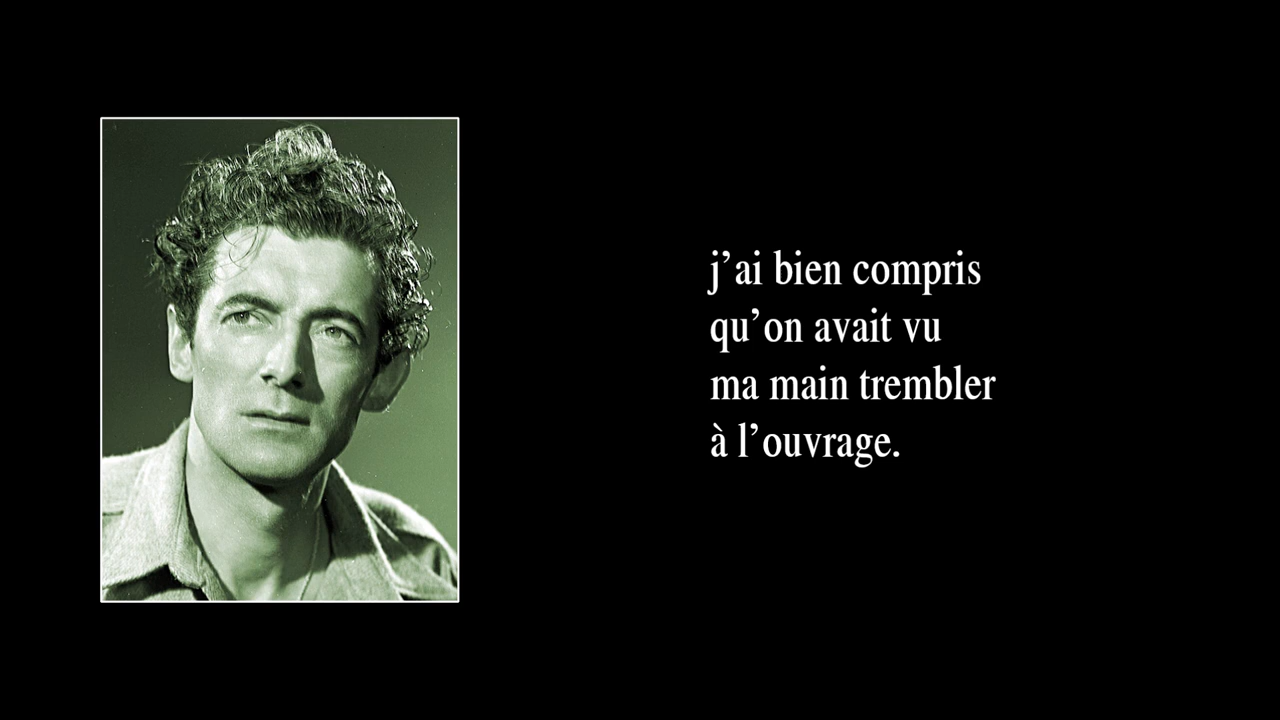 j’ai bien compris
qu’on avait vu
ma main trembler
à l’ouvrage.